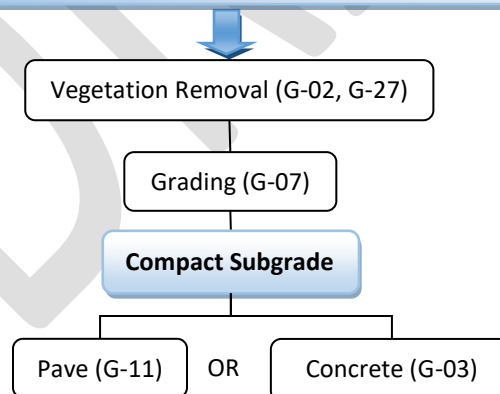 Vegetation Removal (G-02, G-27)
Grading (G-07)
Compact Subgrade
Pave (G-11) OR Concrete (G-03)